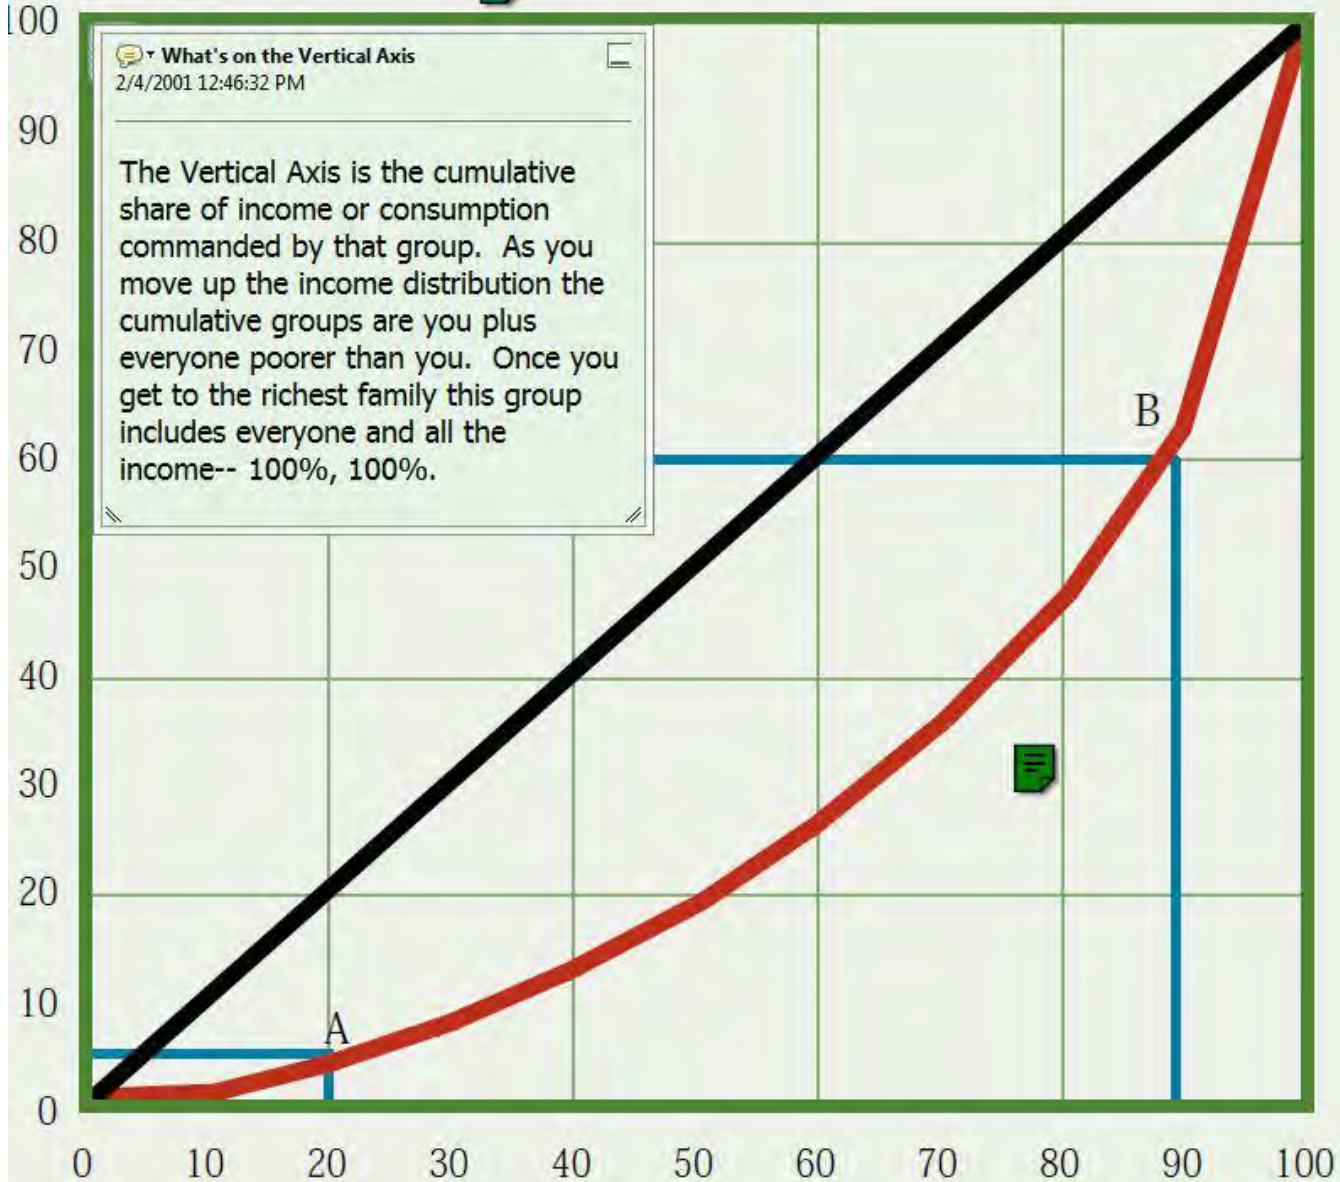 100
What's on the Vertical Axis
2/4/2001 12:46:32 PM
90
The Vertical Axis is the cumulative
share of income or consumption
commanded by that group.  As you
move up the income distribution the
cumulative groups are you plus
everyone poorer than you.  Once you
get to the richest family this group
includes everyone and all the
income-- 100%, 100%.
80
70
60
50
40
30
20
10
0
B
A
0 10 20 30 40 50 60 70 80 90 100